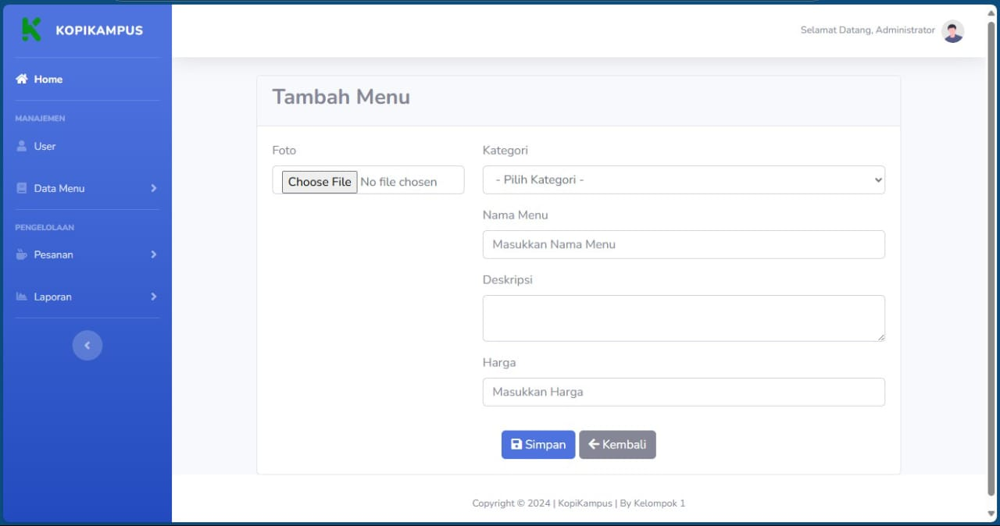 KOPIKAMPUS
Selamat Datang, Administrator
Home
MANAJEMEN
User
Data Menu
PENGELOLAAN
Pesanan
Laporan
Tambah Menu
Foto
Choose File No file chosen
Kategori
- Pilih Kategori -
Nama Menu
Masukkan Nama Menu
Deskripsi
Harga
Masukkan Harga
Simpan
Kembali
Copyright © 2024 | KopiKampus | By Kelompok 1